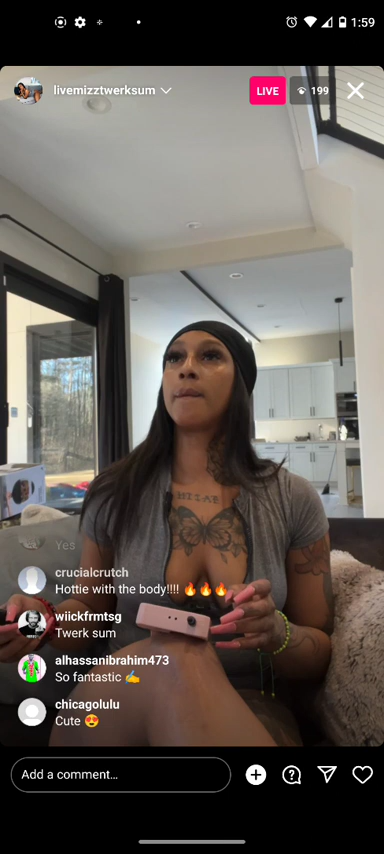 1:59
livemizztwerksum
LIVE
199
Yes
crucialcrutch
Hottie with the body!!!! 🔥🔥🔥
wiickfrmtsg
Twerk sum
alhassanibrahim473
So fantastic ✍️
chicagolulu
Cute 😍
Add a comment...